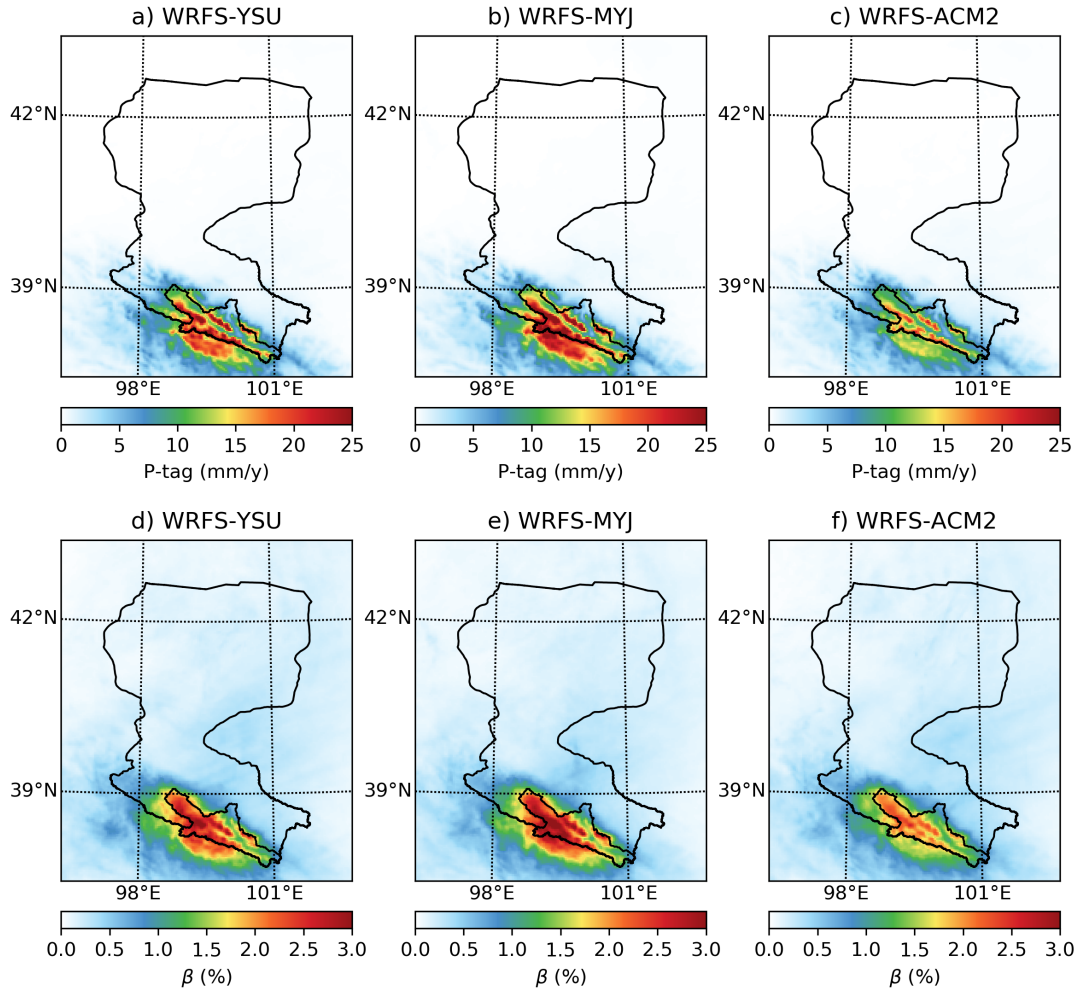 a) WRFS-YSU
b) WRFS-MYJ
c) WRFS-ACM2
42°N
42°N
42°N
39°N
39°N
39°N
98°E 101°E
98°E 101°E
98°E 101°E
0 5 10 15 20 25
0 5 10 15 20 25
0 5 10 15 20 25
P-tag (mm/y)
P-tag (mm/y)
P-tag (mm/y)
d) WRFS-YSU
e) WRFS-MYJ
f) WRFS-ACM2
42°N
42°N
42°N
39°N
39°N
39°N
98°E 101°E
98°E 101°E
98°E 101°E
0.0 0.5 1.0 1.5 2.0 2.5 3.0
0.0 0.5 1.0 1.5 2.0 2.5 3.0
0.0 0.5 1.0 1.5 2.0 2.5 3.0
β (%)
β (%)
β (%)